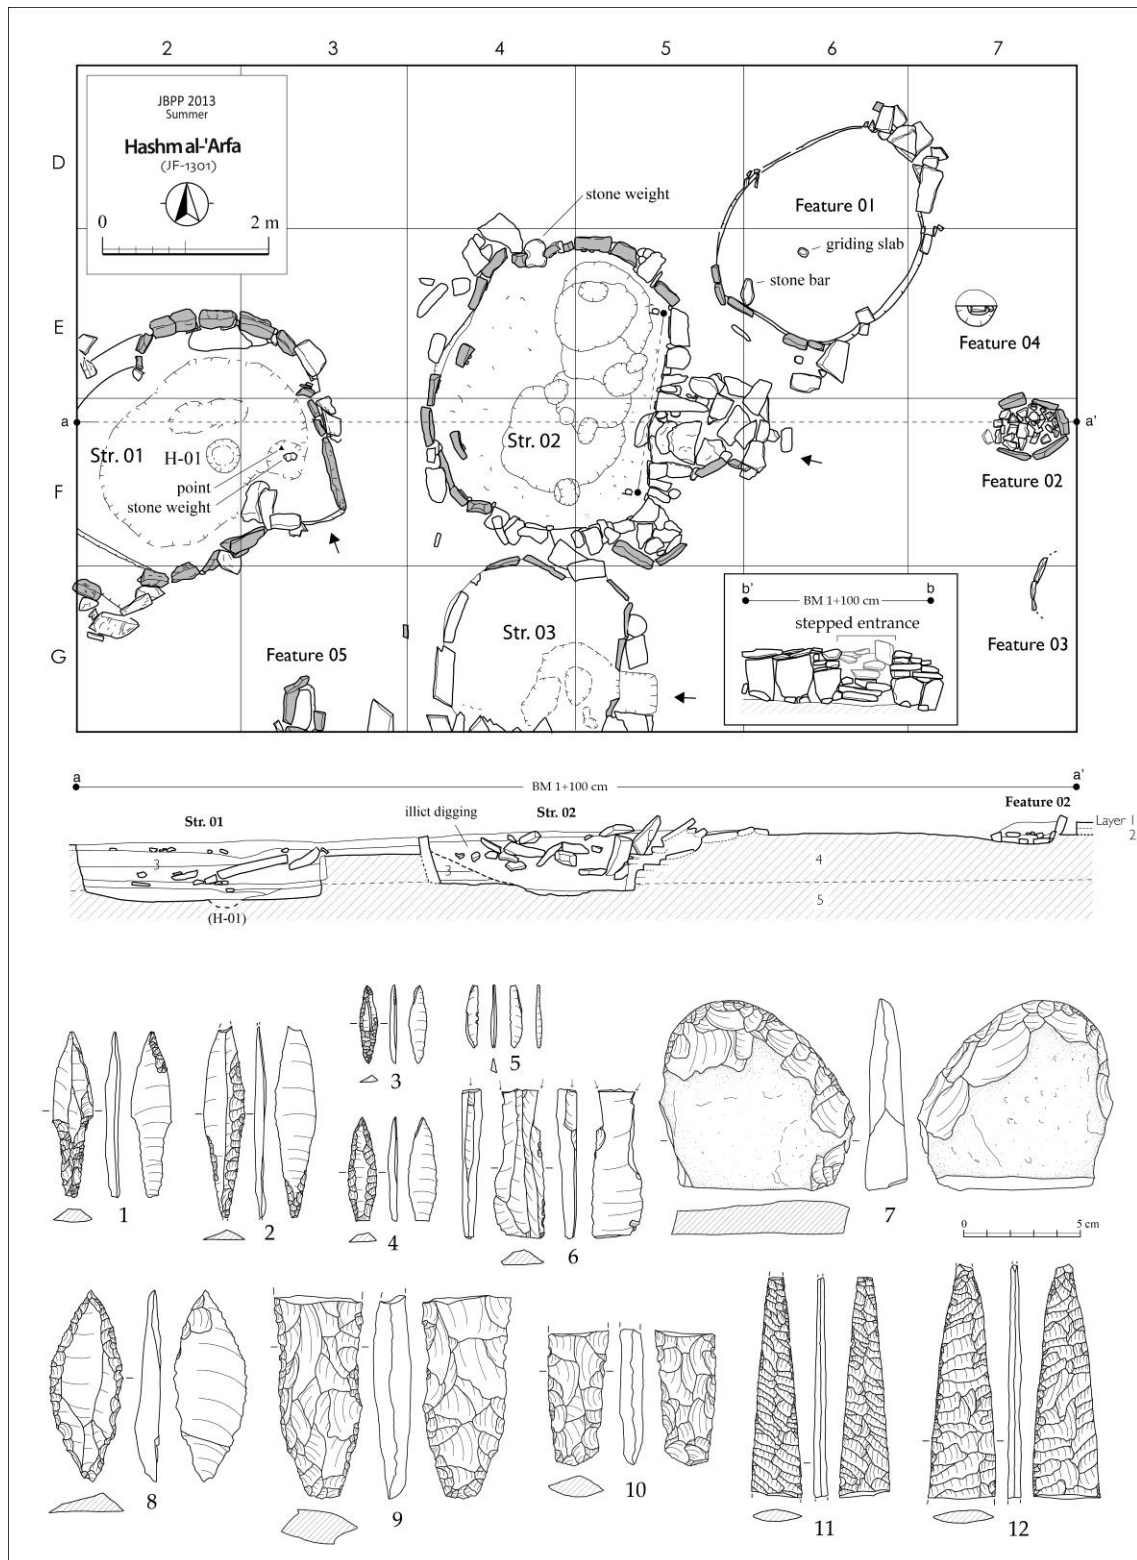 2 3 4 5 6 7
JBPP 2013
Summer
Hashm al-'Arfa
(JF-1301)
0 2 m
D
stone weight
Feature 01
griding slab
stone bar
E
Feature 04
a a'
b
Str. 01
H-01
Str. 02
point
stone weight
F
b'
Feature 02
b' b
BM 1+100 cm
stepped entrance
Str. 03
Feature 03
G
Feature 05
a a'
BM 1+100 cm
Str. 01
illict digging
Str. 02
Feature 02
Layer 1
2
3
3
4
5
(H-01)
1
2
3
4
5
6
7
0 5 cm
8
9
10
11
12